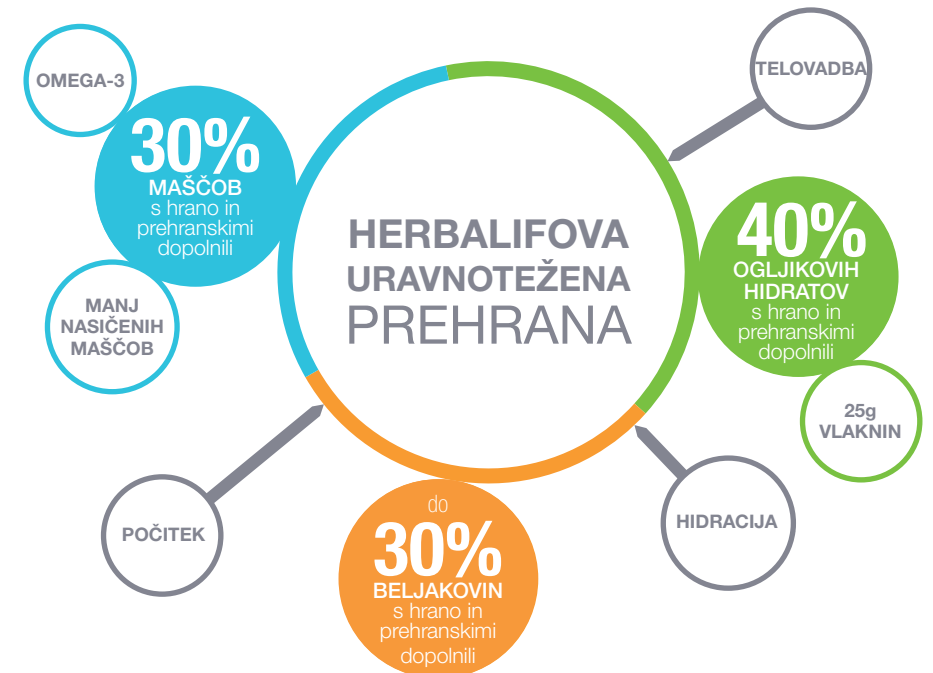 OMEGA-3
30%
MAŠČOB
s hrano in
prehranskimi
dopolnili
MANJ
NASIČENIH
MAŠČOB
TELOVADBA
HERBALIFOVA
URAVNOTEŽENA
PREHRANA
40%
OGLJIKOVIH
HIDRATOV
s hrano in
prehranskimi
dopolnili
25g
VLAKNIN
POČITEK
do
30%
BELJAKOVIN
s hrano in
prehranskimi
dopolnili
HIDRACIJA